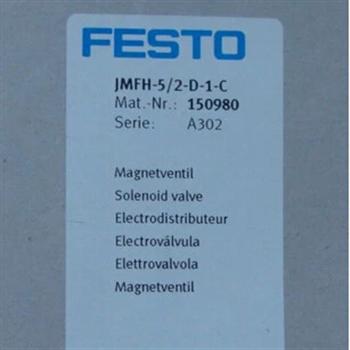 FESTO
JMFH-5/2-D-1-C
Mat.-Nr.: 150980
Serie: A302
Magnetventil
Solenoid valve
Electrodistributeur
Electroválvula
Elettrovalvola
Magnetventil